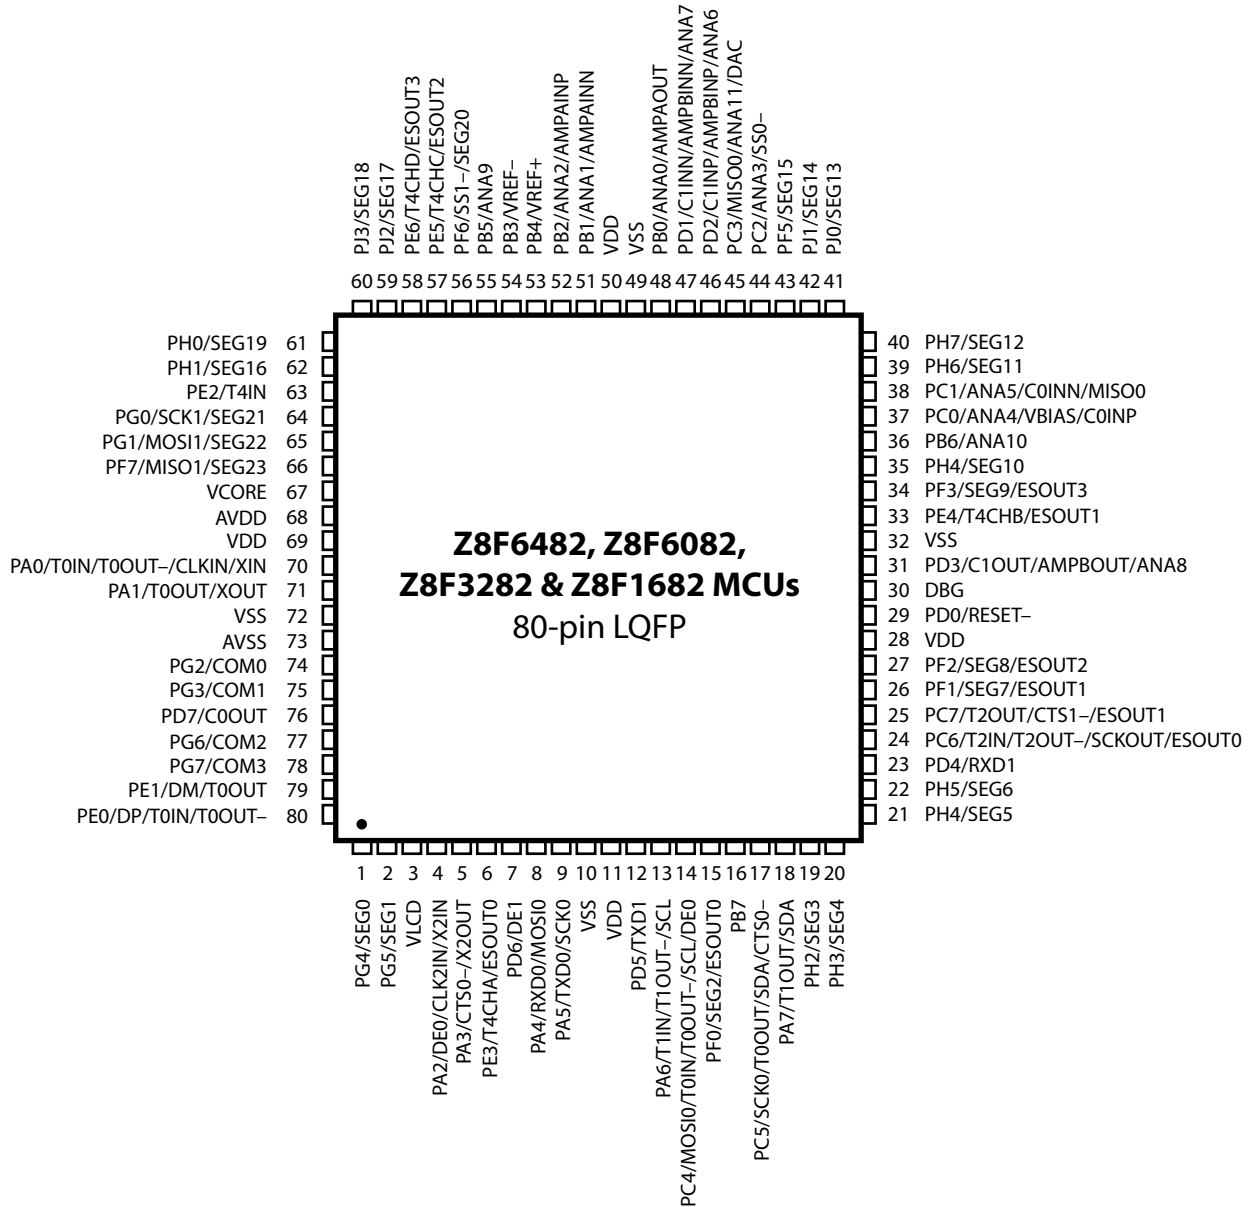 PJ3/SEG18
PJ2/SEG17
PE6/T4CHD/ESOUT3
PE5/T4CHC/ESOUT2
PF6/SS1–/SEG20
PB5/ANA9
PB3/VREF–
PB4/VREF+
PB2/ANA2/AMPAINP
PB1/ANA1/AMPAINN
VDD
VSS
PB0/ANA0/AMPAOUT
PD1/C1INN/AMPBINN/ANA7
PD2/C1INP/AMPBINP/ANA6
PC3/MISO0/ANA11/DAC
PC2/ANA3/SS0–
PF5/SEG15
PJ1/SEG14
PJ0/SEG13
60 59 58 57 56 55 54 53 52 51 50 49 48 47 46 45 44 43 42 41
PH0/SEG19 61
PH1/SEG16 62
PE2/T4IN 63
PG0/SCK1/SEG21 64
PG1/MOSI1/SEG22 65
PF7/MISO1/SEG23 66
VCORE 67
AVDD 68
VDD 69
PA0/T0IN/T0OUT–/CLKIN/XIN 70
PA1/T0OUT/XOUT 71
VSS 72
AVSS 73
PG2/COM0 74
PG3/COM1 75
PD7/C0OUT 76
PG6/COM2 77
PG7/COM3 78
PE1/DM/T0OUT 79
PE0/DP/T0IN/T0OUT– 80
Z8F6482, Z8F6082,
Z8F3282 & Z8F1682 MCUs
80-pin LQFP
40 PH7/SEG12
39 PH6/SEG11
38 PC1/ANA5/C0INN/MISO0
37 PC0/ANA4/VBIAS/C0INP
36 PB6/ANA10
35 PH4/SEG10
34 PF3/SEG9/ESOUT3
33 PE4/T4CHB/ESOUT1
32 VSS
31 PD3/C1OUT/AMPBOUT/ANA8
30 DBG
29 PD0/RESET–
28 VDD
27 PF2/SEG8/ESOUT2
26 PF1/SEG7/ESOUT1
25 PC7/T2OUT/CTS1–/ESOUT1
24 PC6/T2IN/T2OUT–/SCKOUT/ESOUT0
23 PD4/RXD1
22 PH5/SEG6
21 PH4/SEG5
1 2 3 4 5 6 7 8 9 10 11 12 13 14 15 16 17 18 19 20
PG4/SEG0
PG5/SEG1
VLCD
PA2/DE0/CLK2IN/X2IN
PA3/CTS0–/X2OUT
PE3/T4CHA/ESOUT0
PD6/DE1
PA4/RXD0/MOSI0
PA5/TXD0/SCK0
VSS
VDD
PD5/TXD1
PA6/T1IN/T1OUT–/SCL
PC4/MOSI0/T0IN/T0OUT–/SCL/DE0
PF0/SEG2/ESOUT0
PB7
PC5/SCK0/T0OUT/SDA/CTS0–
PA7/T1OUT/SDA
PH2/SEG3
PH3/SEG4